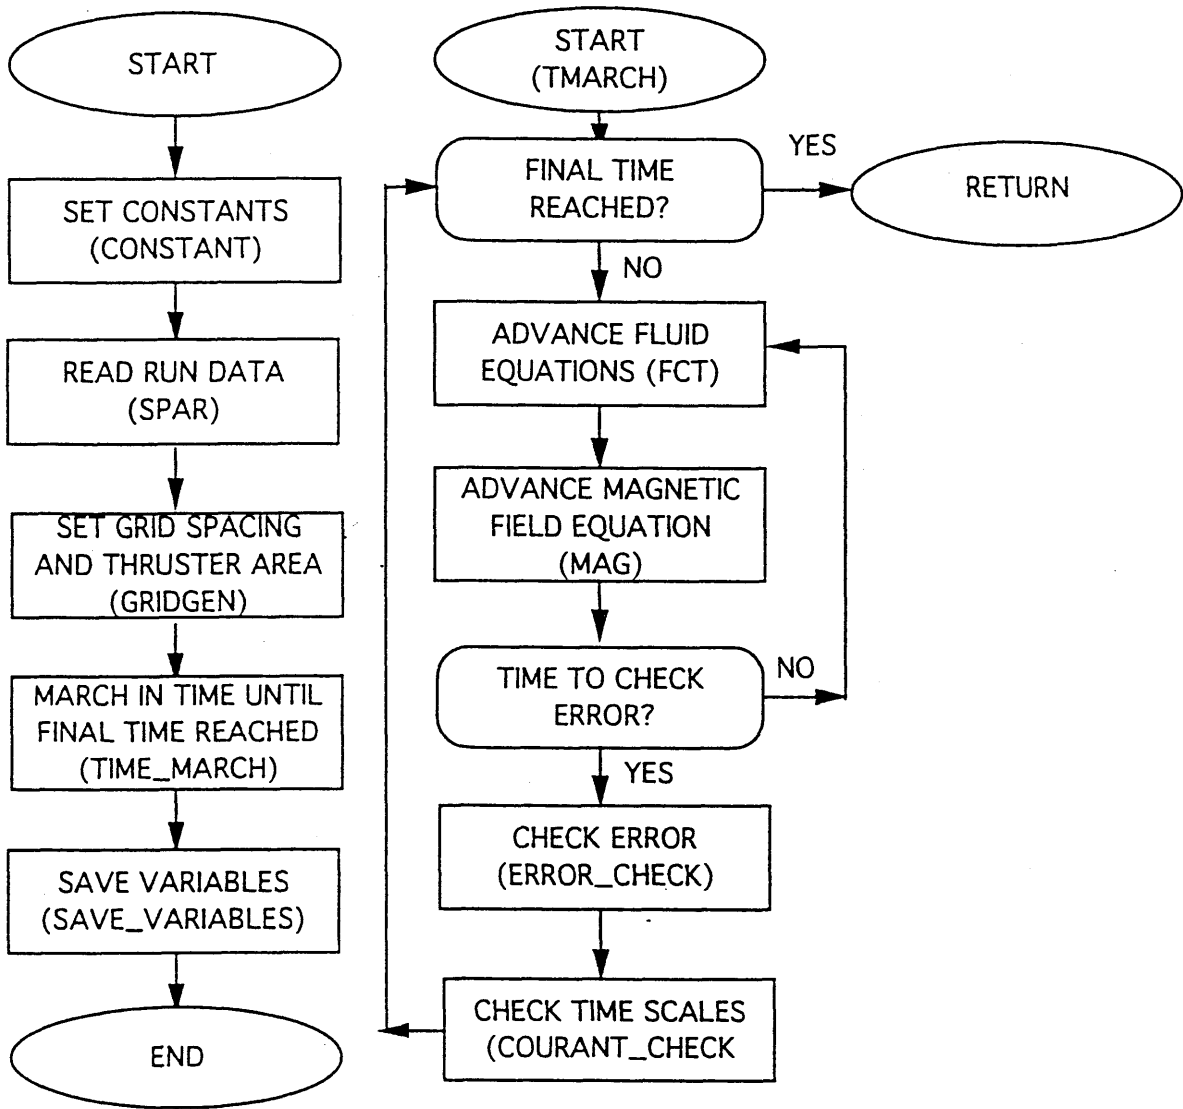 START
SET CONSTANTS
(CONSTANT)
READ RUN DATA
(SPAR)
SET GRID SPACING
AND THRUSTER AREA
(GRIDGEN)
MARCH IN TIME UNTIL
FINAL TIME REACHED
(TIME_MARCH)
SAVE VARIABLES
(SAVE_VARIABLES)
END
START
(TMARCH)
FINAL TIME
REACHED?
YES
RETURN
NO
ADVANCE FLUID
EQUATIONS (FCT)
ADVANCE MAGNETIC
FIELD EQUATION
(MAG)
TIME TO CHECK
ERROR?
NO
YES
CHECK ERROR
(ERROR_CHECK)
CHECK TIME SCALES
(COURANT_CHECK